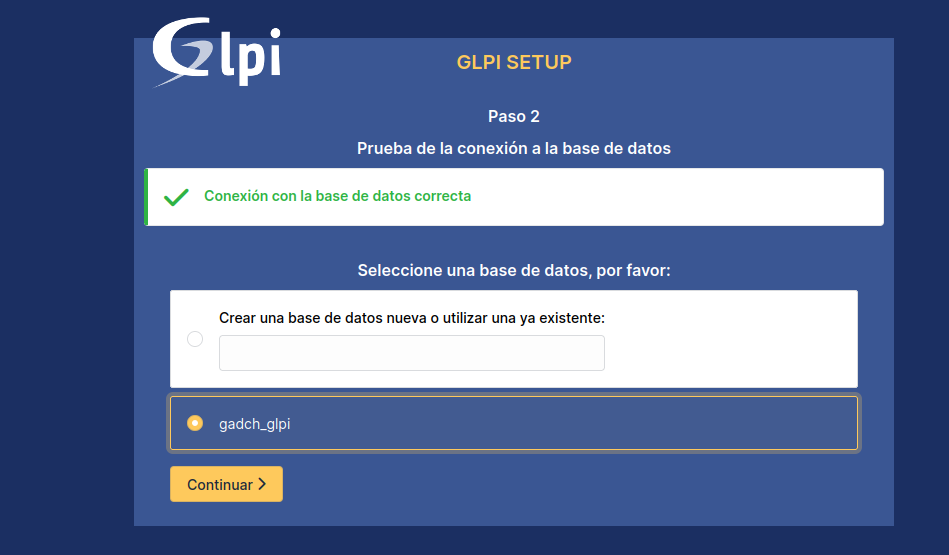 Glpi
GLPI SETUP
Paso 2
Prueba de la conexión a la base de datos
Conexión con la base de datos correcta
Seleccione una base de datos, por favor:
Crear una base de datos nueva o utilizar una ya existente:
gadch_glpi
Continuar